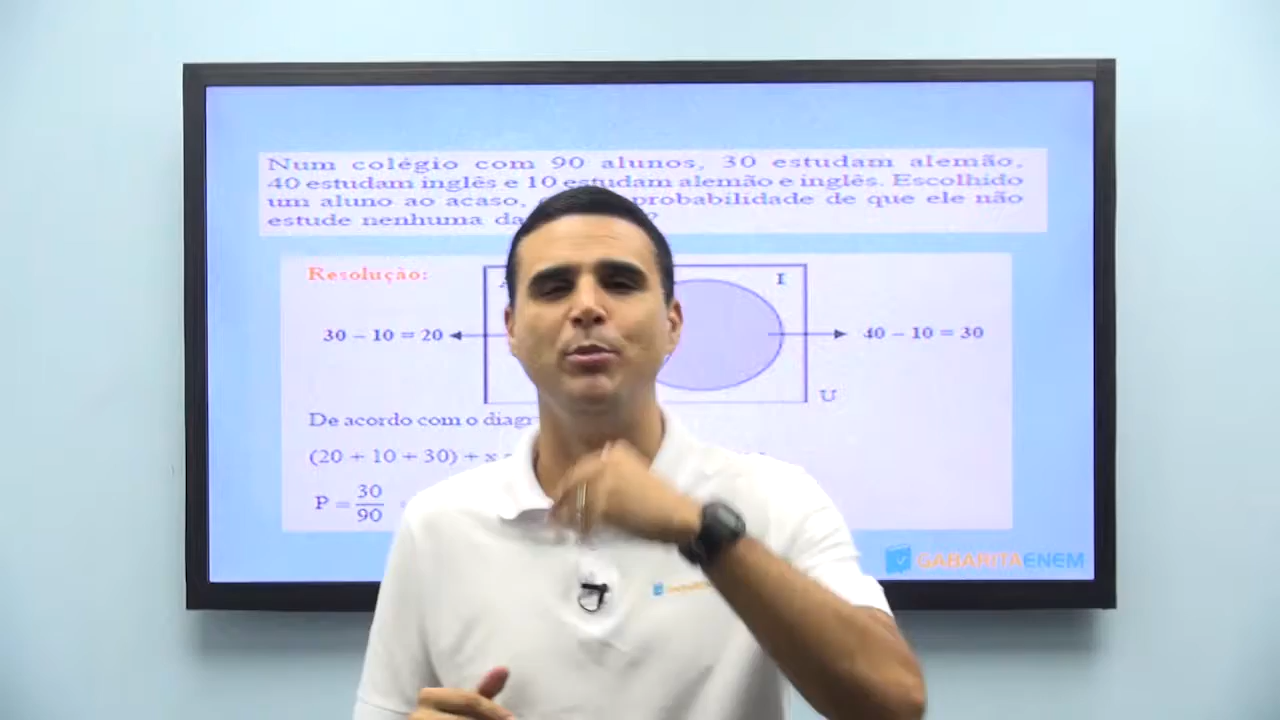 Num colégio com 90 alunos, 30 estudam alemão,
40 estudam inglês e 10 estudam alemão e inglês. Escolhido
um aluno ao acaso, probabilidade de que ele não
estude nenhuma da ?
Resolução:
I
30 – 10 = 20
40 – 10 = 30
U
De acordo com o diagr
(20 + 10 + 30) + x
P = 30/90
GABARITAENEM